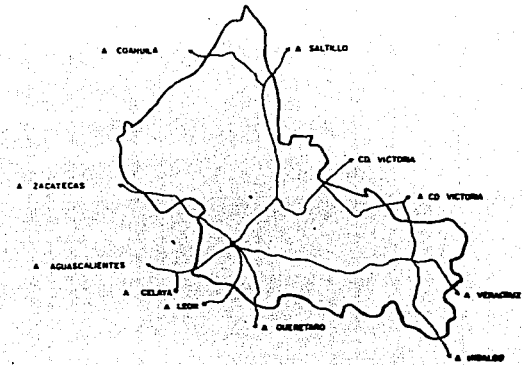 A COAHUILA
A SALTILLO
CD. VICTORIA
A ZACATECAS
A CD VICTORIA
A AGUASCALIENTES
A CELAYA
A LEON
A VERACRUZ
A QUERETARO
A HIDALGO